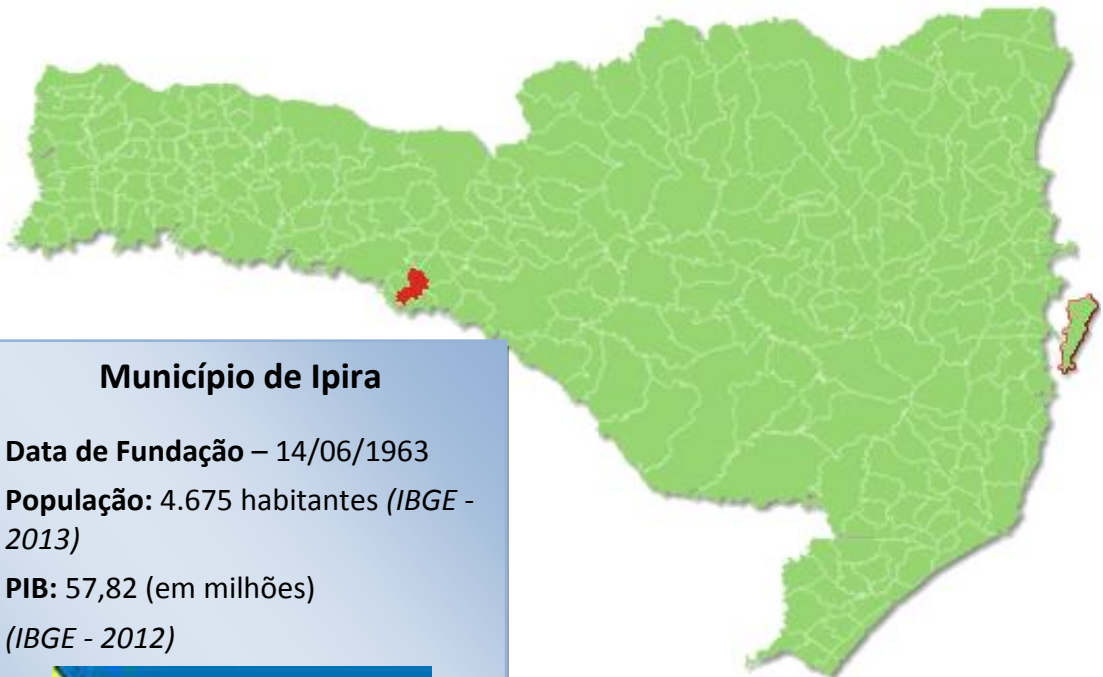 Município de Ipira
Data de Fundação – 14/06/1963
População: 4.675 habitantes (IBGE -
2013)
PIB: 57,82 (em milhões)
(IBGE - 2012)